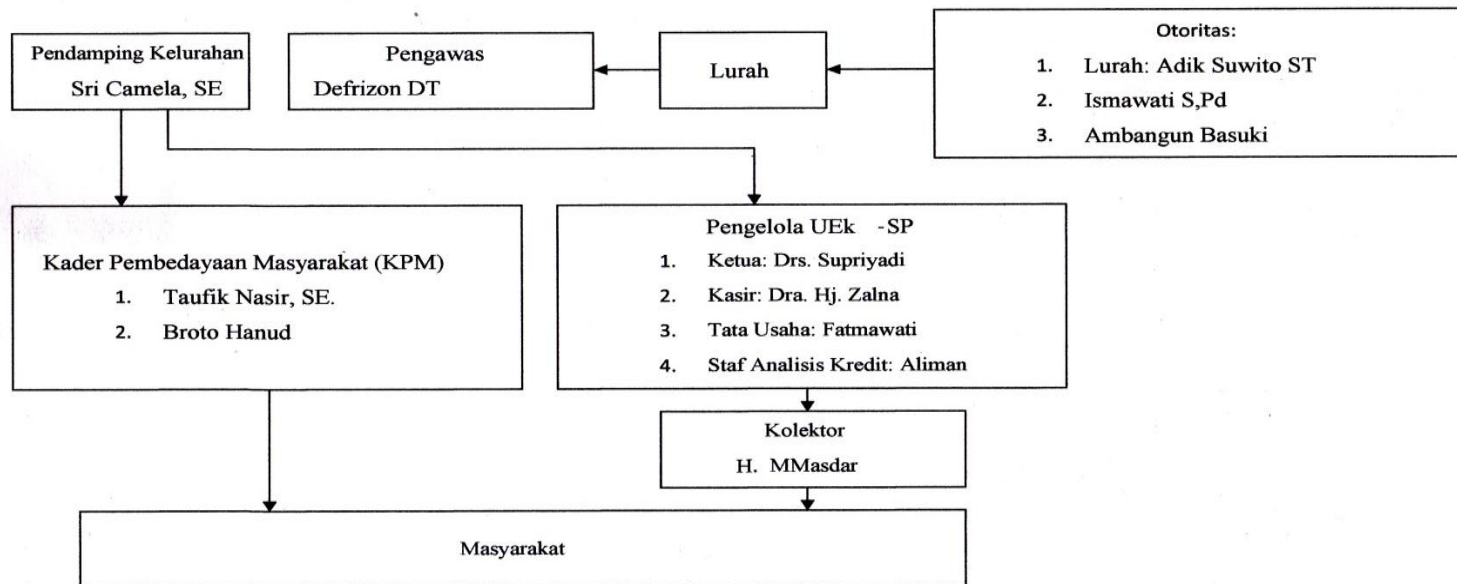 Pendamping Kelurahan
Sri Camela, SE
Pengawas
Defrizon DT
Lurah
Otoritas:
1. Lurah: Adik Suwito ST
2. Ismawati S,Pd
3. Ambangun Basuki
Kader Pembedayaan Masyarakat (KPM)
1. Taufik Nasir, SE.
2. Broto Hanud
Pengelola UEk -SP
1. Ketua: Drs. Supriyadi
2. Kasir: Dra. Hj. Zalna
3. Tata Usaha: Fatmawati
4. Staf Analisis Kredit: Aliman
Kolektor
H. MMasdar
Masyarakat